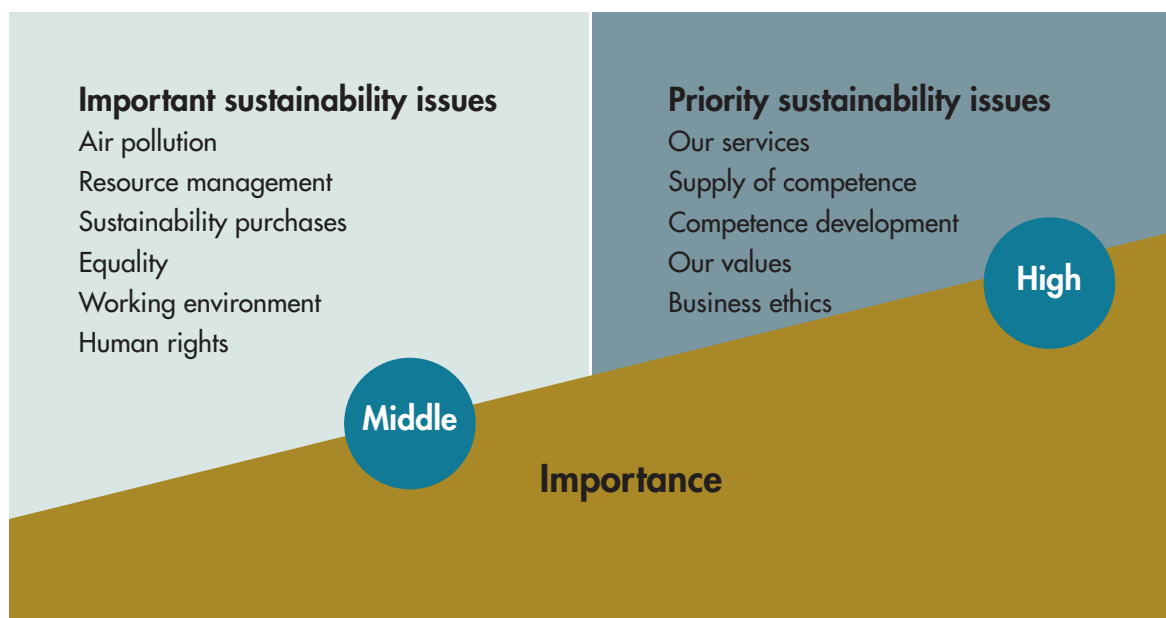 Important sustainability issues
Air pollution
Resource management
Sustainability purchases
Equality
Working environment
Human rights
Middle
Priority sustainability issues
Our services
Supply of competence
Competence development
Our values
Business ethics
High
Importance